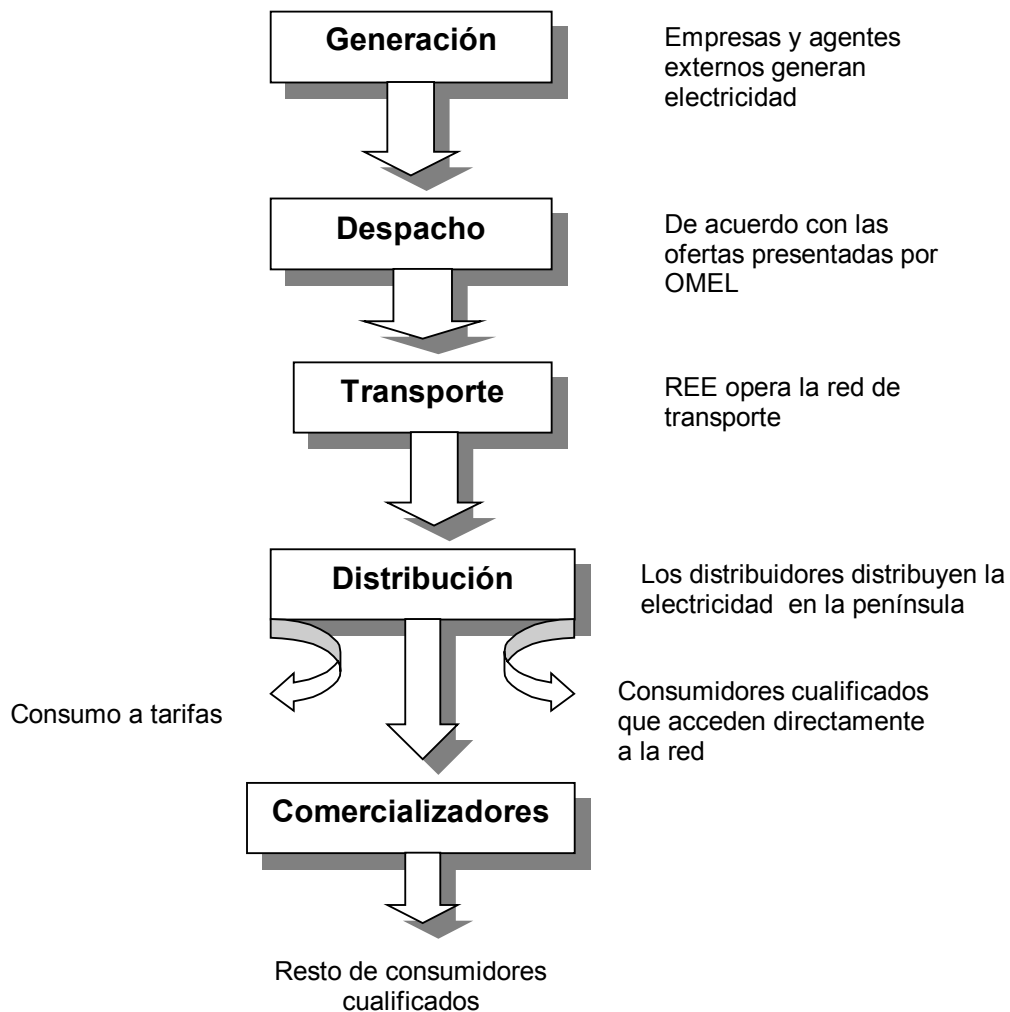 Generación
Empresas y agentes
externos generan
electricidad
Despacho
De acuerdo con las
ofertas presentadas por
OMEL
Transporte
REE opera la red de
transporte
Distribución
Los distribuidores distribuyen la
electricidad en la península
Consumo a tarifas
Consumidores cualificados
que acceden directamente
a la red
Comercializadores
Resto de consumidores
cualificados